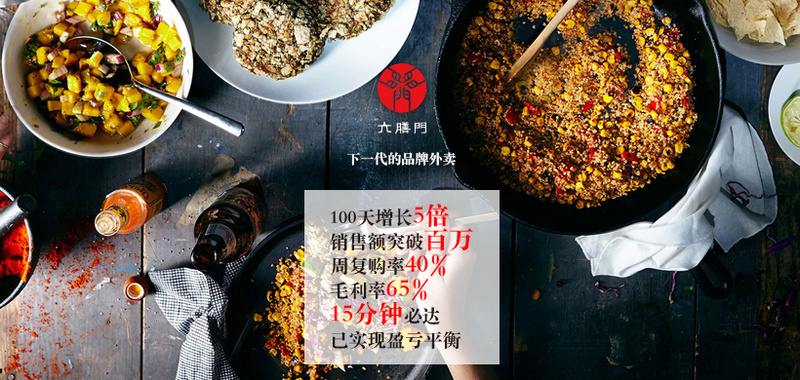 六膳門
下一代的品牌外卖
100天增长5倍
销售额突破百万
周复购率40%
毛利率65%
15分钟必达
已实现盈亏平衡